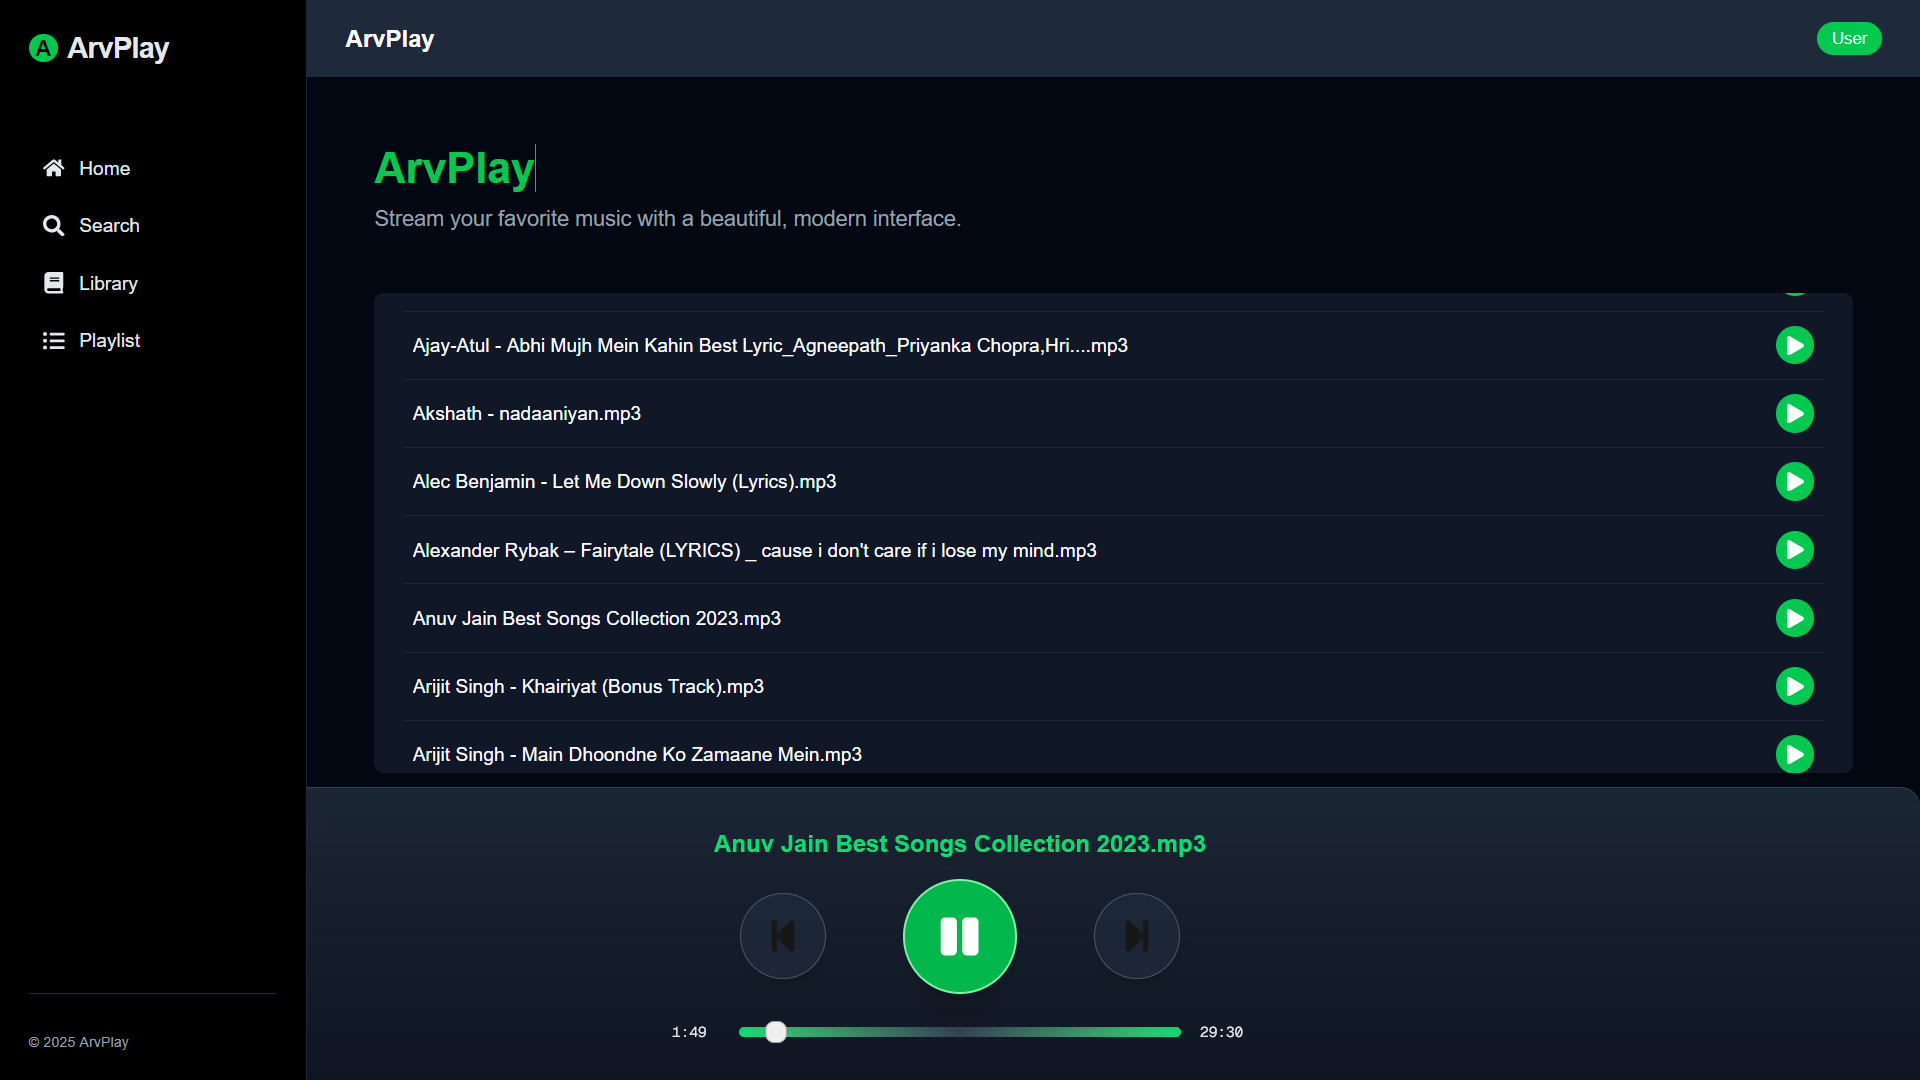 A ArvPlay
Home
Search
Library
Playlist
© 2025 ArvPlay
ArvPlay
User
ArvPlay
Stream your favorite music with a beautiful, modern interface.
Ajay-Atul - Abhi Mujh Mein Kahin Best Lyric_Agneepath_Priyanka Chopra,Hri....mp3
Akshath - nadaaniyan.mp3
Alec Benjamin - Let Me Down Slowly (Lyrics).mp3
Alexander Rybak – Fairytale (LYRICS) _ cause i don't care if i lose my mind.mp3
Anuv Jain Best Songs Collection 2023.mp3
Arijit Singh - Khairiyat (Bonus Track).mp3
Arijit Singh - Main Dhoondne Ko Zamaane Mein.mp3
Anuv Jain Best Songs Collection 2023.mp3
1:49
29:30